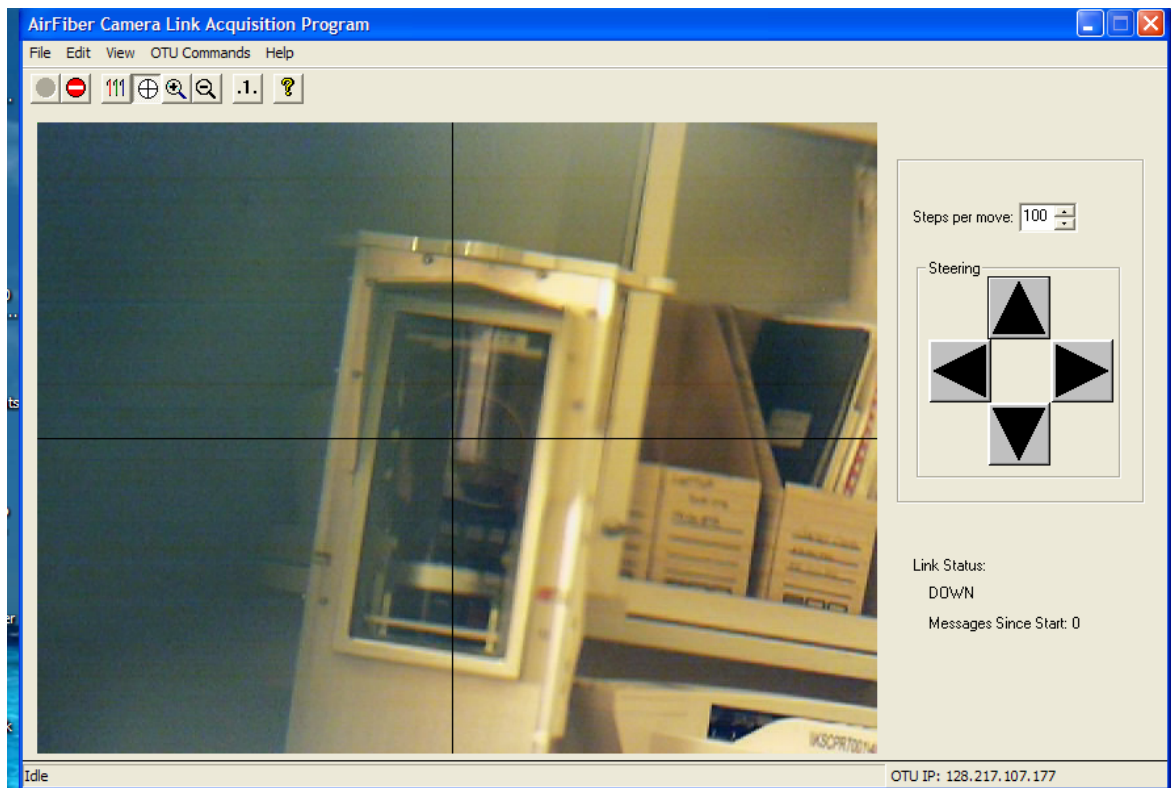 AirFiber Camera Link Acquisition Program
File Edit View OTU Commands Help
.1.
Steps per move: 100
Steering
Link Status:
DOWN
Messages Since Start: 0
Idle
OTU IP: 128.217.107.177